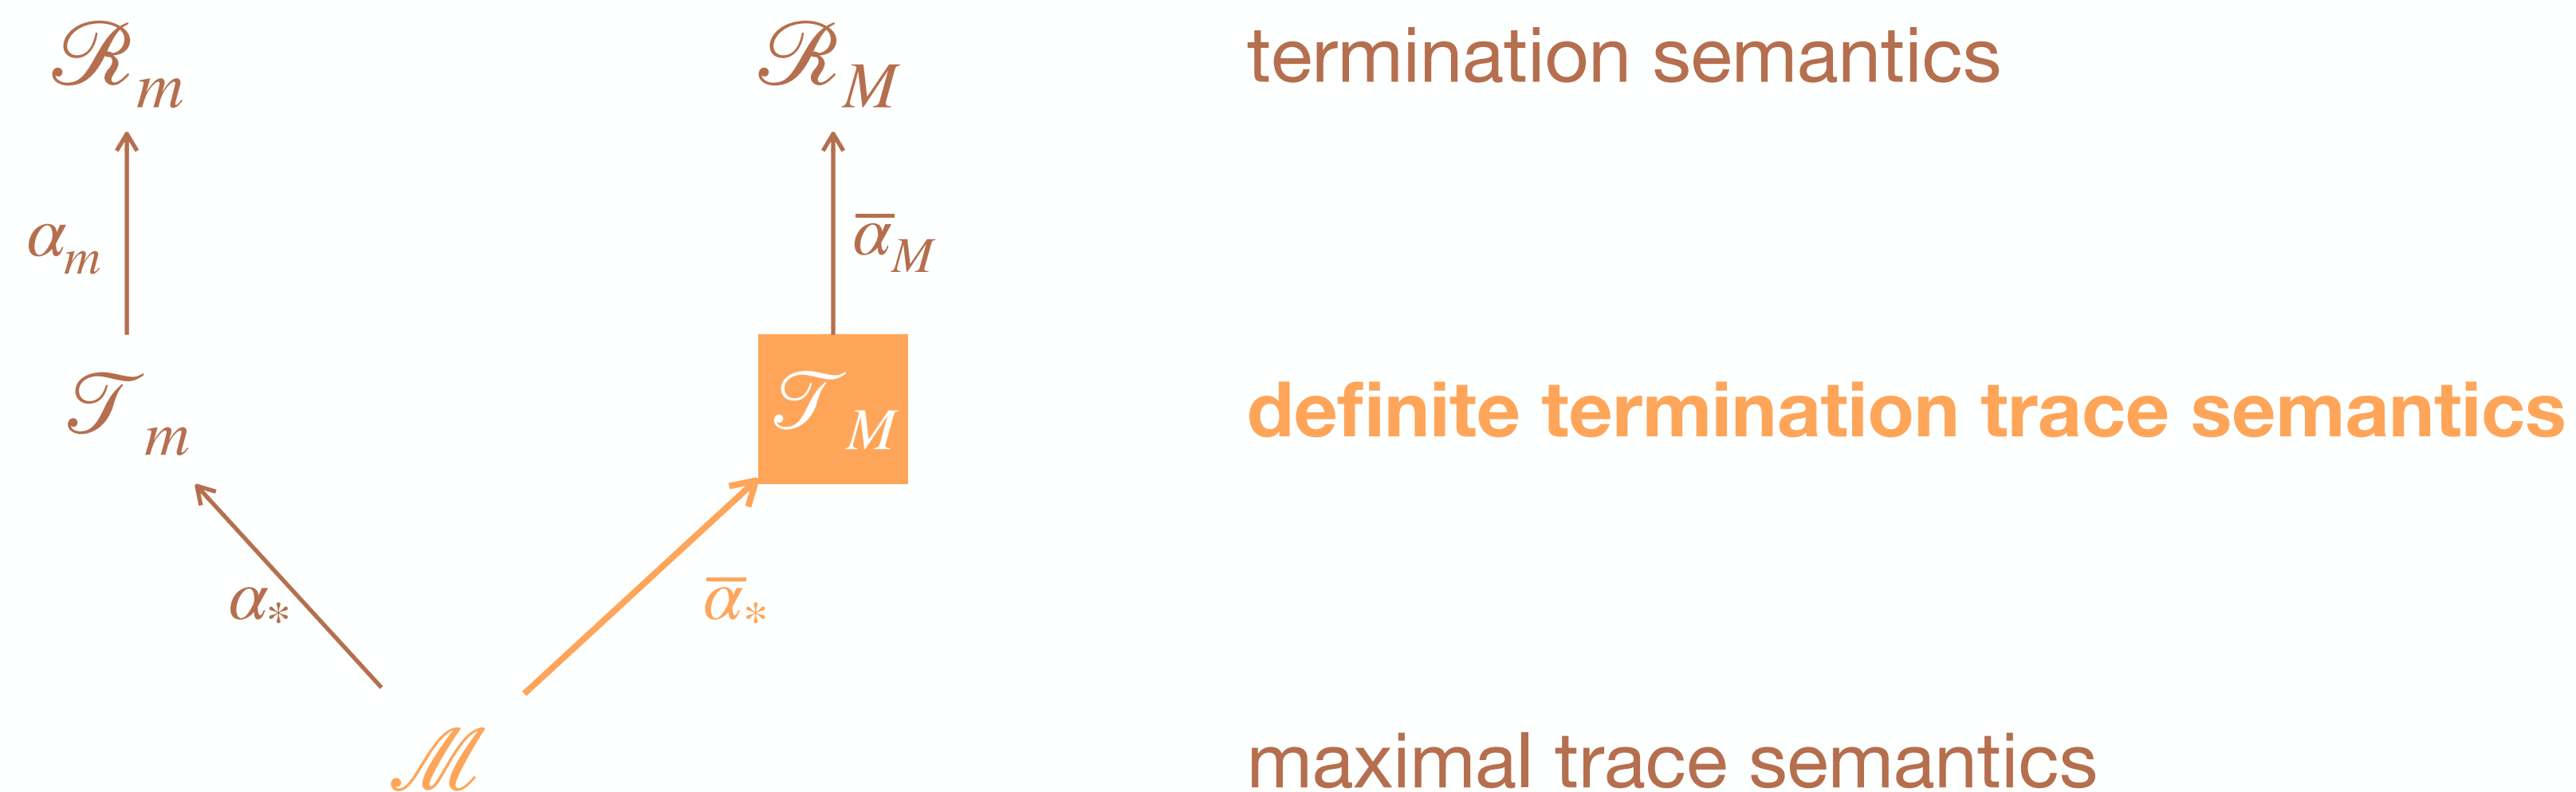 ℛm ℛM termination semantics
αm ᾱM
𝒯m 𝒯M definite termination trace semantics
α* ᾱ*
ℳ maximal trace semantics